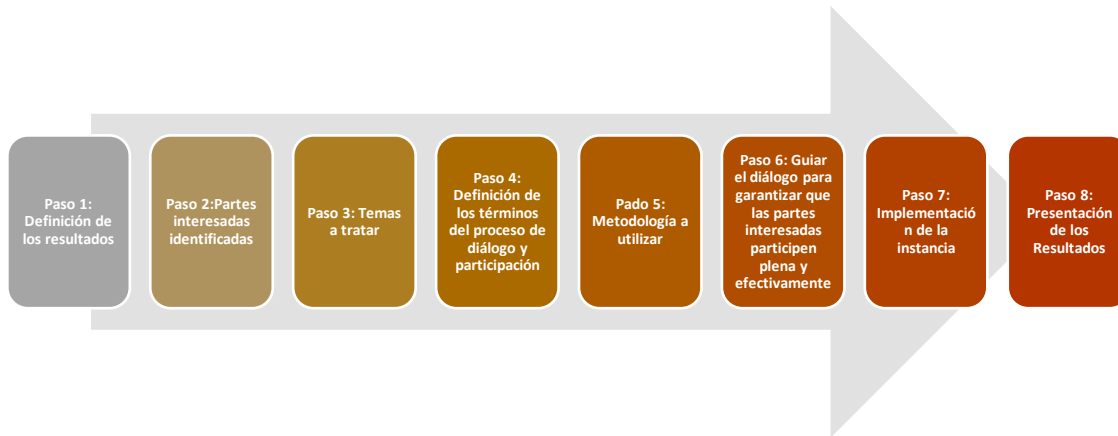 Paso 1:
Definición de
los resultados
Paso 2:Partes
interesadas
identificadas
Paso 3: Temas
a tratar
Paso 4:
Definición de
los términos
del proceso de
diálogo y
participación
Pado 5:
Metodología a
utilizar
Paso 6: Guiar
el diálogo para
garantizar que
las partes
interesadas
participen
plena y
efectivamente
Paso 7:
Implementació
n de la
instancia
Paso 8:
Presentación
de los
Resultados